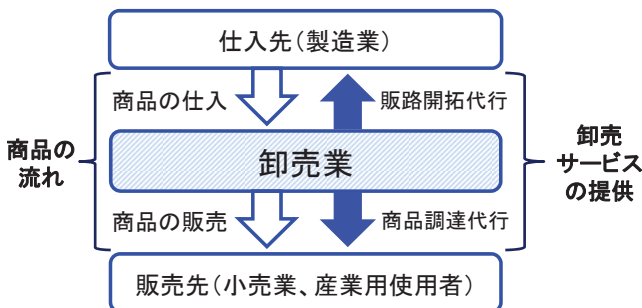 仕入先(製造業)
商品の仕入
販路開拓代行
商品の
流れ
卸売業
卸売
サービス
の提供
商品の販売
商品調達代行
販売先(小売業、産業用使用者)